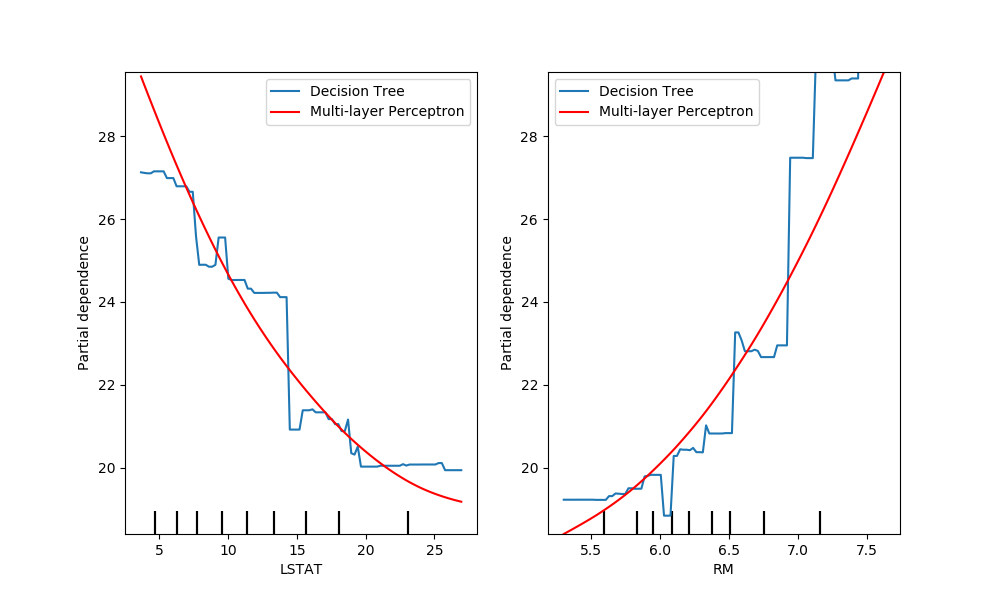 Decision Tree
Multi-layer Perceptron
28
26
24
22
20
Partial dependence
5
10
15
20
25
LSTAT
Decision Tree
Multi-layer Perceptron
28
26
24
22
20
Partial dependence
5.5
6.0
6.5
7.0
7.5
RM